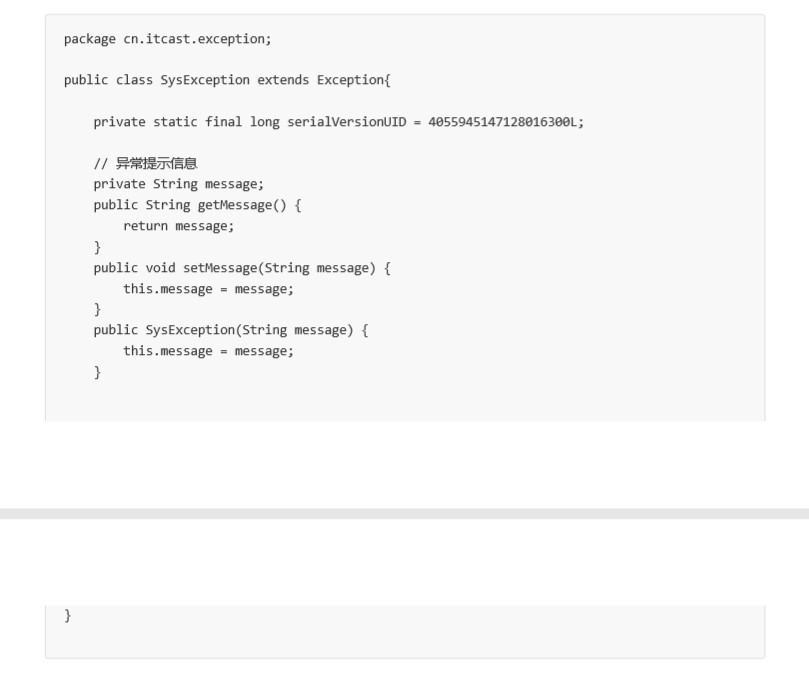 package cn.itcast.exception;
public class SysException extends Exception{
private static final long serialVersionUID = 4055945147128016300L;
// 异常提示信息
private String message;
public String getMessage() {
return message;
}
public void setMessage(String message) {
this.message = message;
}
public SysException(String message) {
this.message = message;
}
}